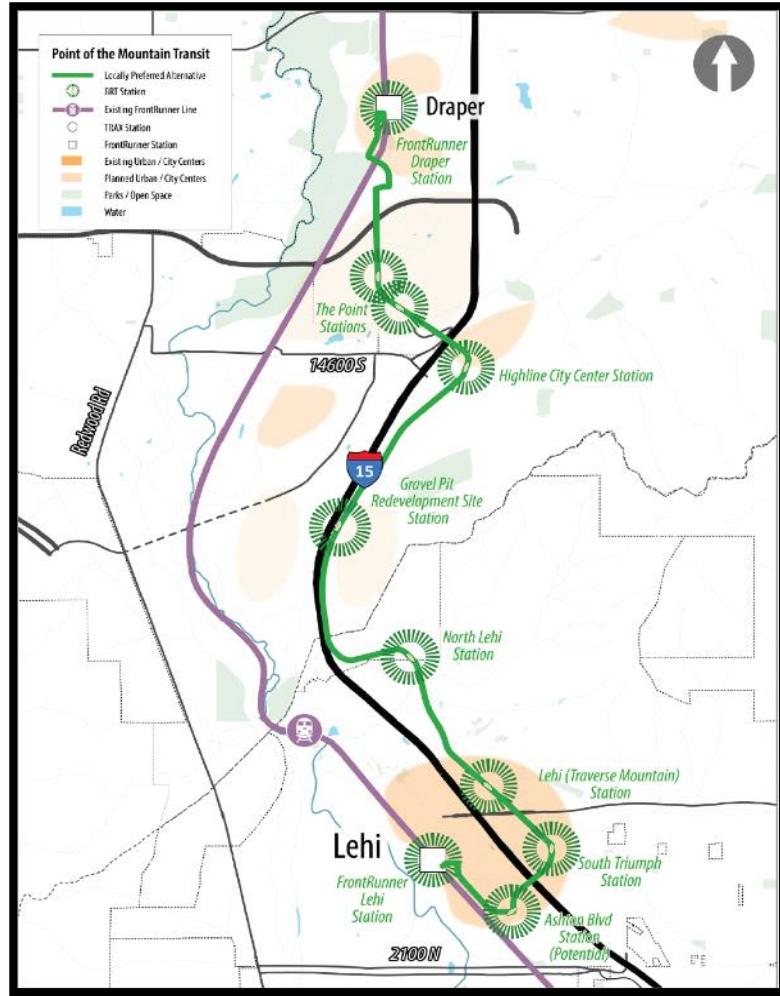 Point of the Mountain Transit
Locally Preferred Alternative
BRT Station
Existing FrontRunner Line
TRAX Station
FrontRunner Station
Existing Urban / City Centers
Planned Urban / City Centers
Parks / Open Space
Water
Draper
FrontRunner
Draper
Station
The Point
Stations
14600 S
Highline City Center Station
Redwood Rd
15
Gravel Pit
Redevelopment Site
Station
North Lehi
Station
Lehi (Traverse Mountain)
Station
Lehi
FrontRunner
Lehi
Station
South Triumph
Station
Ashton Blvd
Station
(Potential)
2100 N